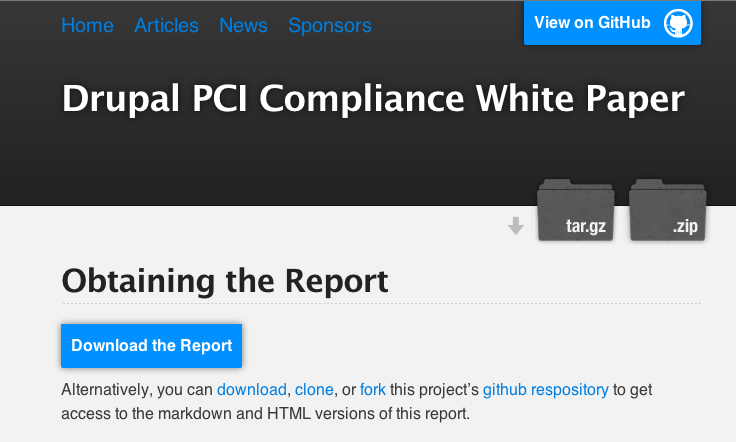 Home Articles News Sponsors
View on GitHub
Drupal PCI Compliance White Paper
tar.gz
.zip
Obtaining the Report
Download the Report
Alternatively, you can download, clone, or fork this project's github respository to get
access to the markdown and HTML versions of this report.